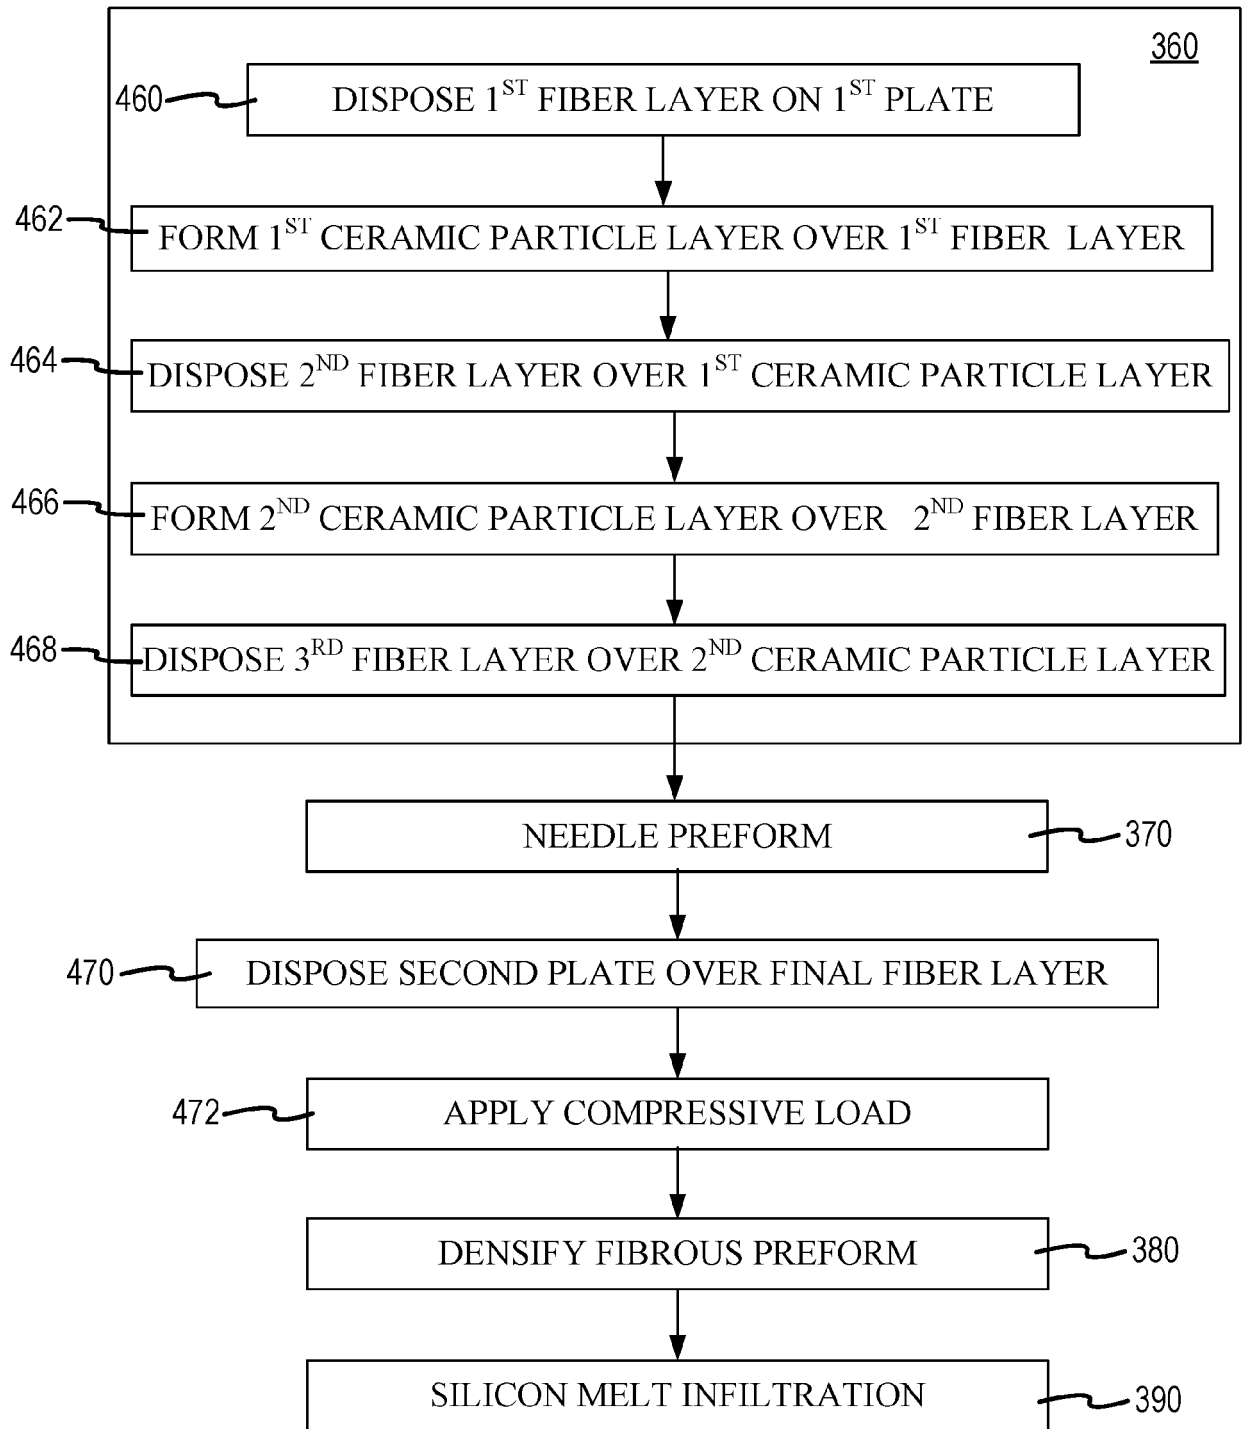 360
460 DISPOSE 1ST FIBER LAYER ON 1ST PLATE
462 FORM 1ST CERAMIC PARTICLE LAYER OVER 1ST FIBER LAYER
464 DISPOSE 2ND FIBER LAYER OVER 1ST CERAMIC PARTICLE LAYER
466 FORM 2ND CERAMIC PARTICLE LAYER OVER 2ND FIBER LAYER
468 DISPOSE 3RD FIBER LAYER OVER 2ND CERAMIC PARTICLE LAYER
NEEDLE PREFORM 370
470 DISPOSE SECOND PLATE OVER FINAL FIBER LAYER
472 APPLY COMPRESSIVE LOAD
DENSIFY FIBROUS PREFORM 380
SILICON MELT INFILTRATION 390